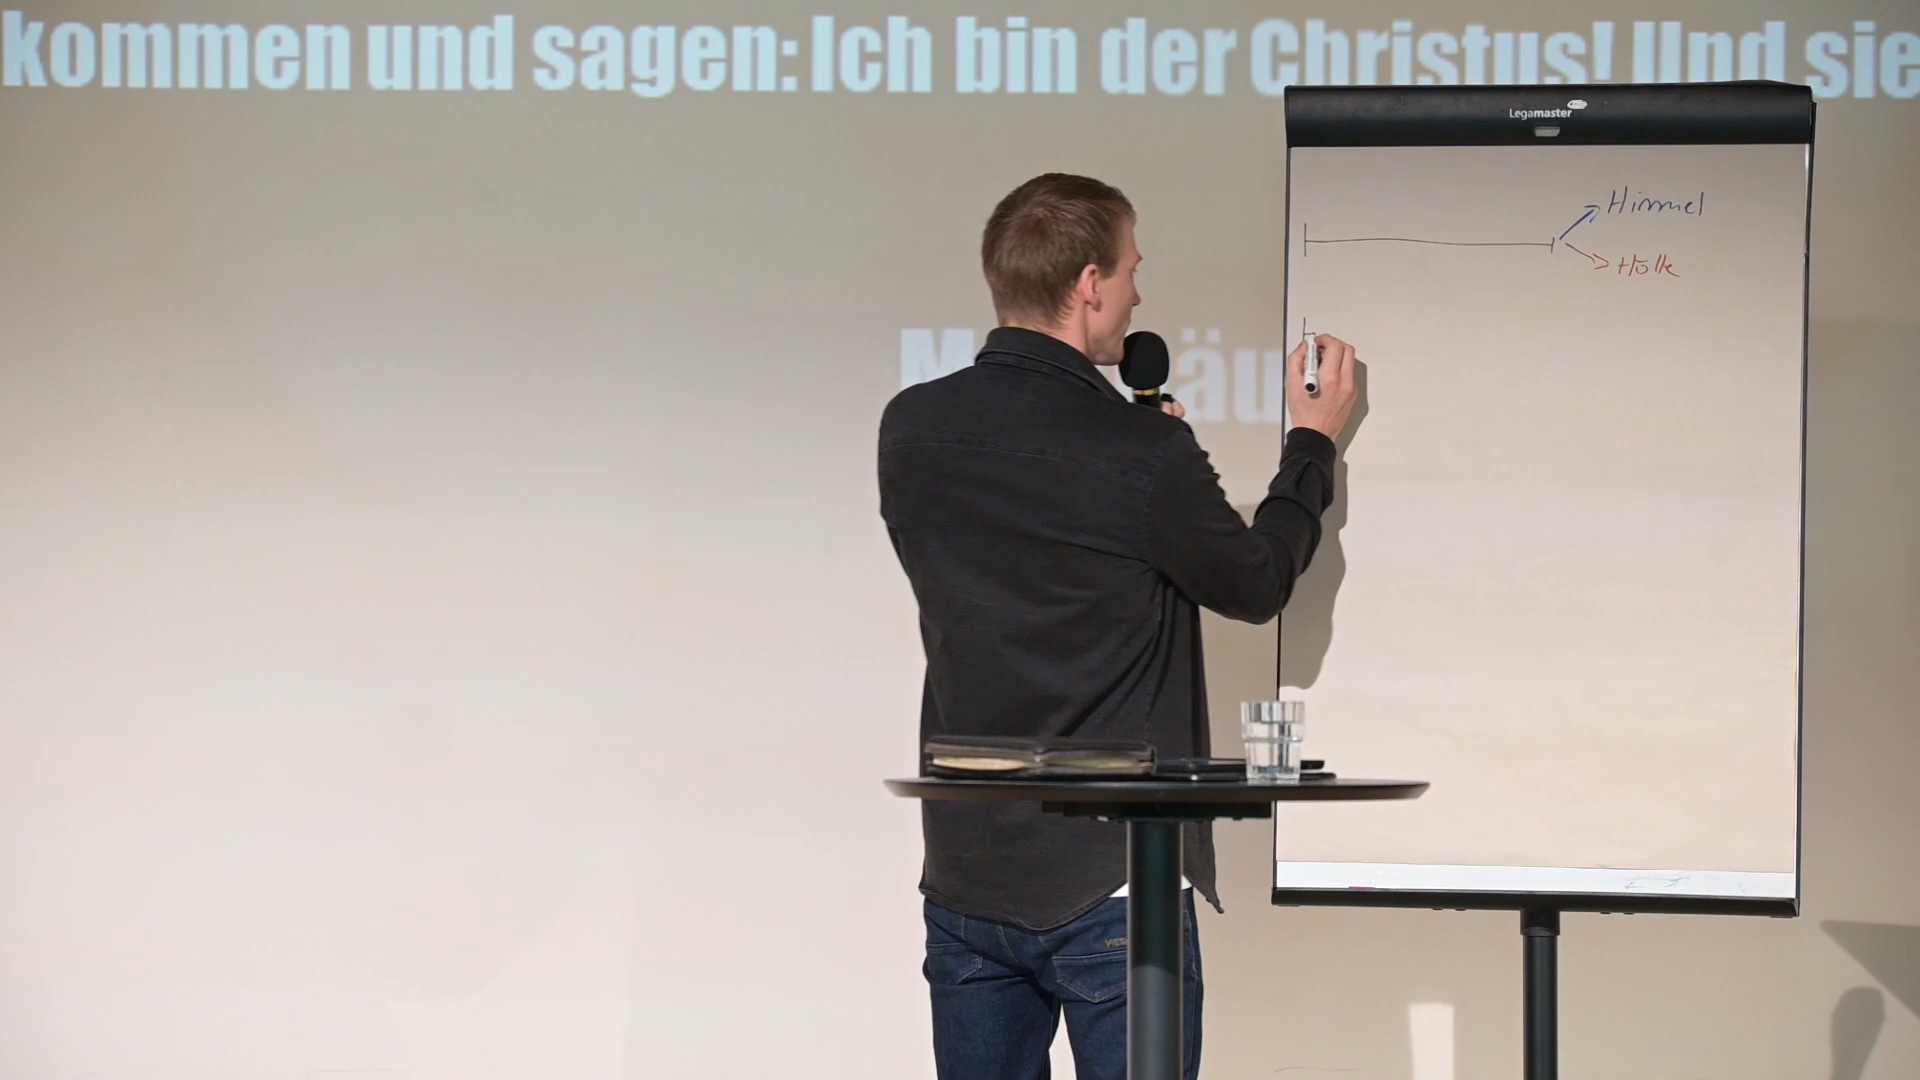 kommen und sagen: Ich bin der Christus! Und sie
Legamaster
Himmel
Hölle